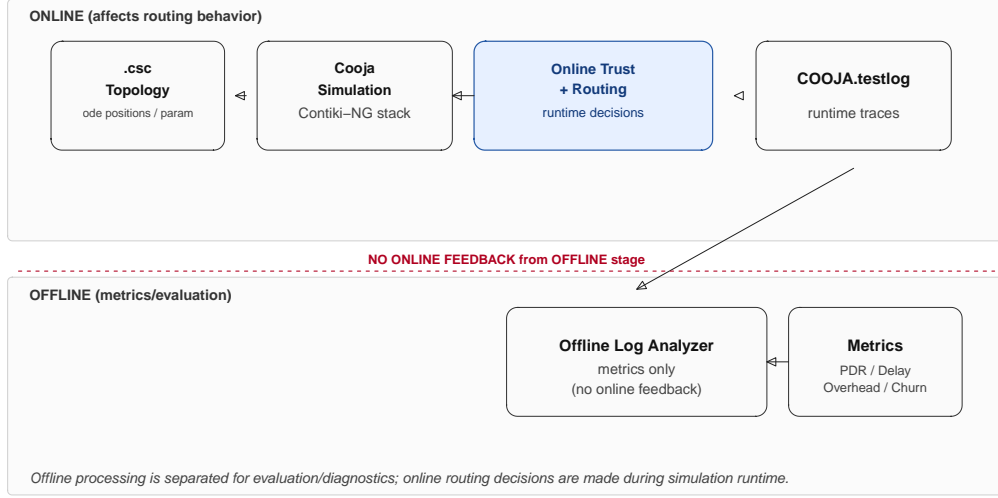 ONLINE (affects routing behavior)
.csc
Topology
ode positions / param
Cooja
Simulation
Contiki–NG stack
Online Trust
+ Routing
runtime decisions
COOJA.testlog
runtime traces
NO ONLINE FEEDBACK from OFFLINE stage
OFFLINE (metrics/evaluation)
Offline Log Analyzer
metrics only
(no online feedback)
Metrics
PDR / Delay
Overhead / Churn
Offline processing is separated for evaluation/diagnostics; online routing decisions are made during simulation runtime.